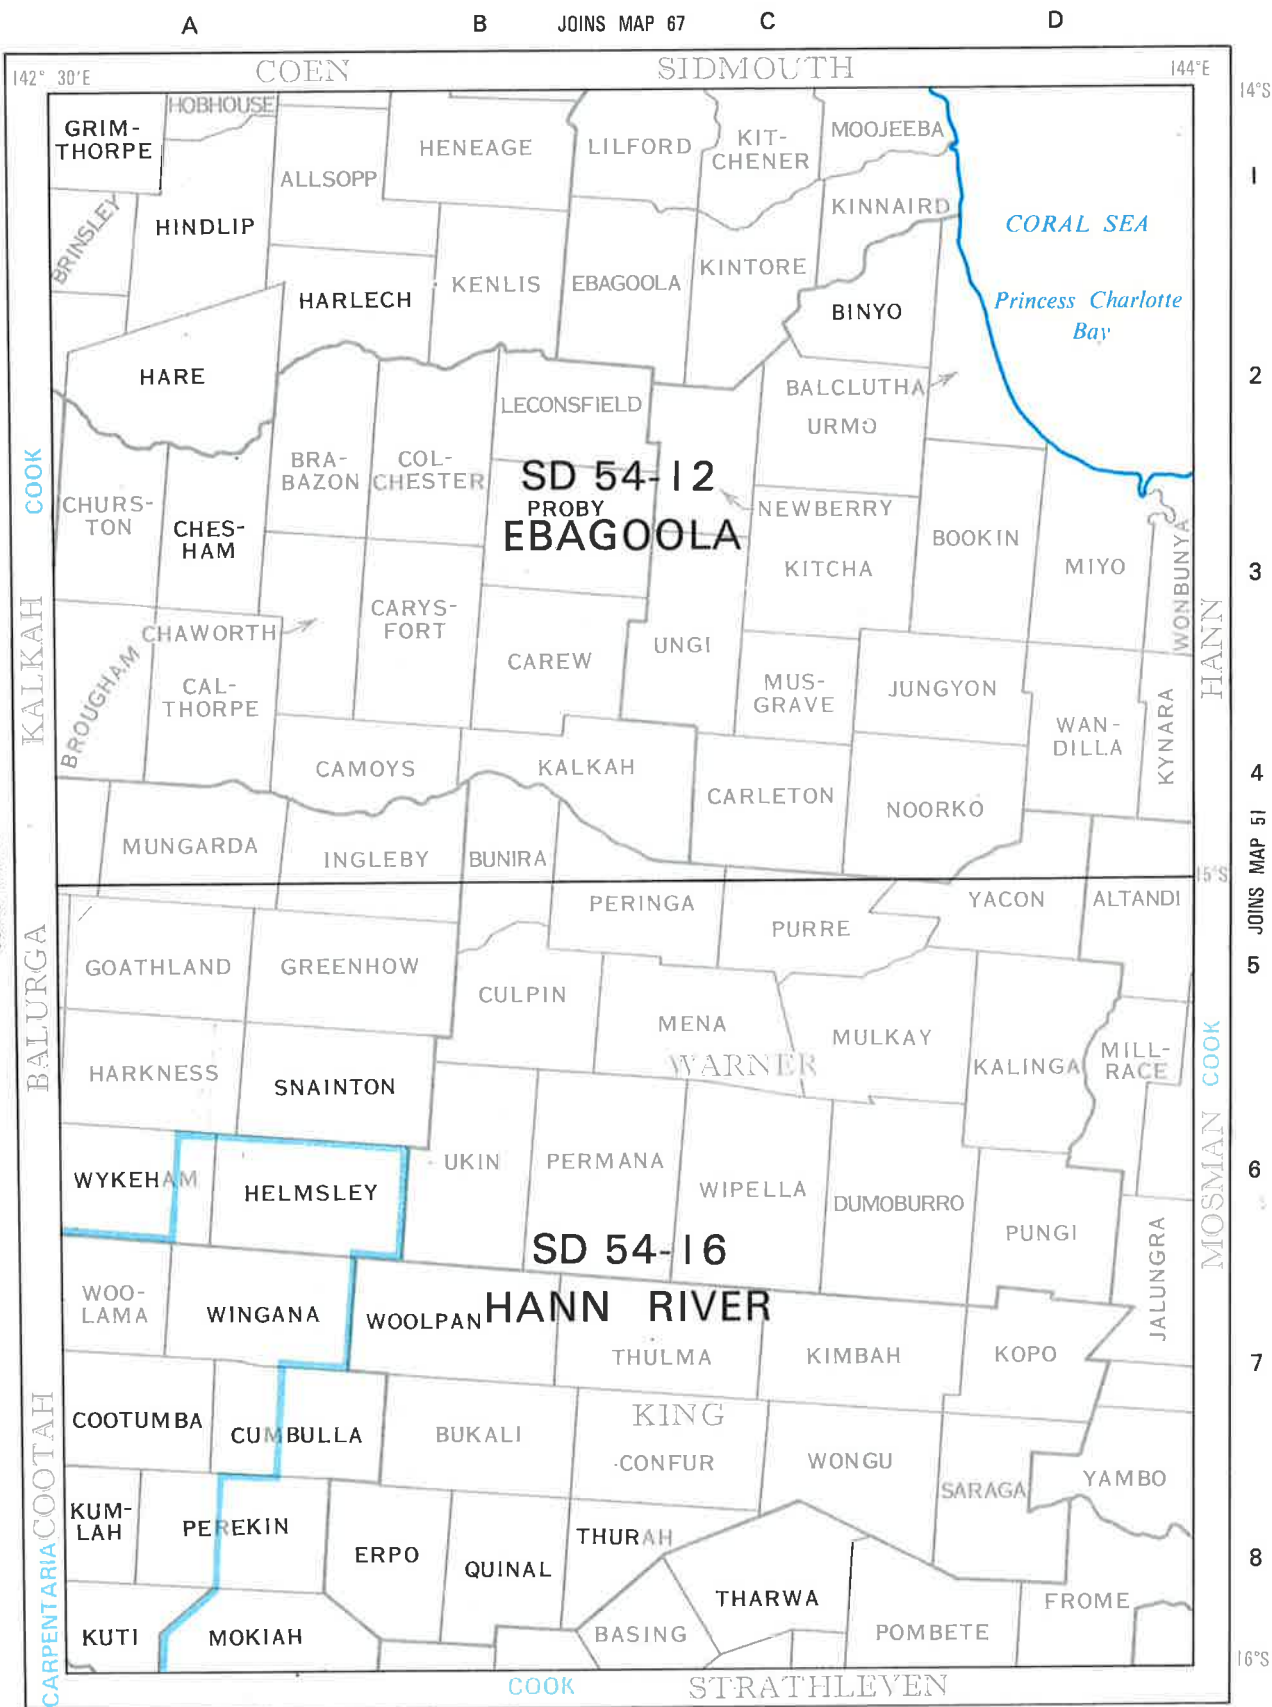 A B JOINS MAP 67 C D
142° 30'E COEN SIDMOUTH 144°E
14°S
HOBHOUSE
GRIM-
THORPE
ALLSOPP
HENEAGE
LILFORD
KIT-
CHENER
MOOJEEBA
1
BRINSLEY
HINDLIP
KINNAIRD
CORAL SEA
HARLECH
KENLIS
EBAGOOLA
KINTORE
BINYO
Princess Charlotte
Bay
HARE
2
LECONSFIELD
BALCLUTHA
URMO
COOK
BRA-
BAZON
COL-
CHESTER
SD 54-12
PROBY
EBAGOOLA
CHURS-
TON
CHES-
HAM
NEWBERRY
BOOKIN
KITCHA
MIYO
WONBUNYA
3
KALKAH
HANN
CHAWORTH
CARYS-
FORT
CAREW
UNGI
BROUGHAM
CAL-
THORPE
MUS-
GRAVE
JUNGYON
WAN-
DILLA
KYNARA
CAMOYS
KALKAH
CARLETON
NOORKO
4
MUNGARDA
INGLEBY
BUNIRA
JOINS MAP 51
15°S
PERINGA
PURRE
YACON
ALTANDI
BALURGA
GOATHLAND
GREENHOW
CULPIN
5
MENA
MULKAY
WARNER
KALINGA
MILL-
RACE
COOK
HARKNESS
SNAINTON
WYKEHAM
HELMSLEY
UKIN
PERMANA
WIPELLA
DUMOBURRO
PUNGI
6
MOSMAN
JALUNGRA
SD 54-16
HANN RIVER
WOO-
LAMA
WINGANA
WOOLPAN
THULMA
KIMBAH
KOPO
7
COOTAH
COOTUMBA
CUMBULLA
BUKALI
KING
CONFUR
WONGU
SARAGA
YAMBO
KUM-
LAH
PEREKIN
ERPO
QUINAL
THURAH
THARWA
8
CARPENTARIA
KUTI
MOKIAH
BASING
POMBETE
FROME
16°S
COOK STRATHLEVEN